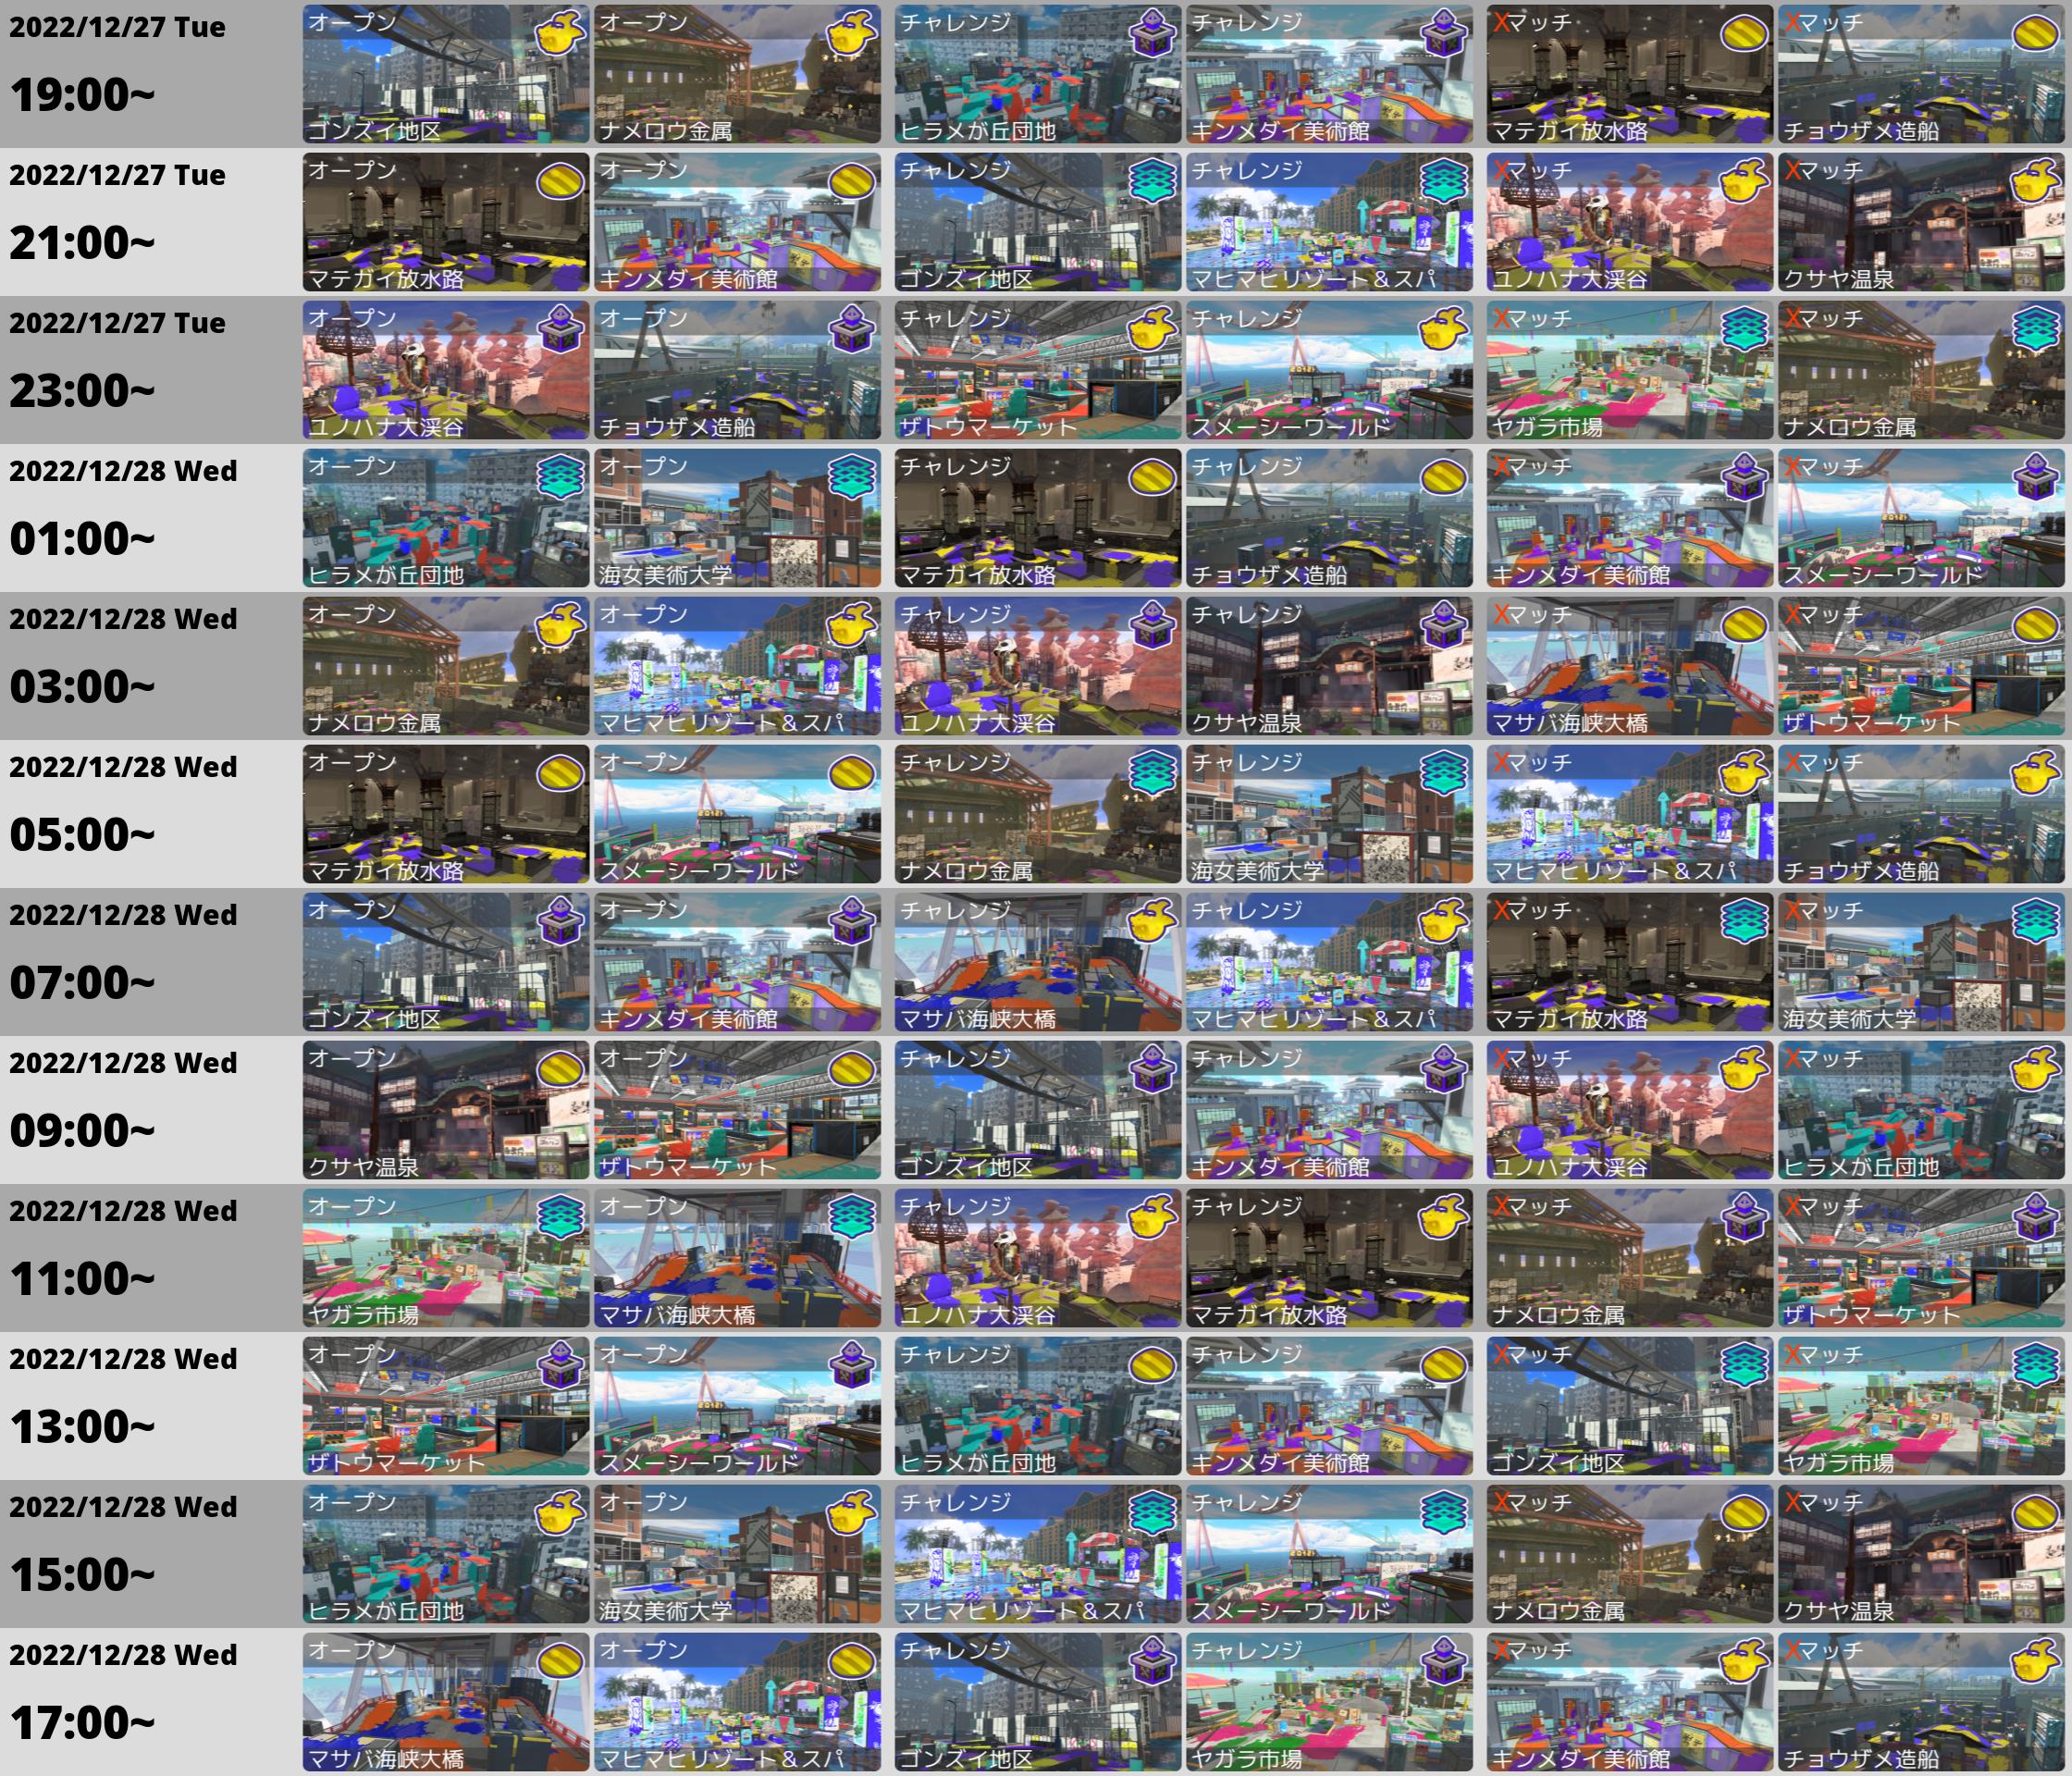 2022/12/27 Tue
19:00~
オープン
ゴンズイ地区
オープン
ナメロウ金属
チャレンジ
ヒラメが丘団地
チャレンジ
キンメダイ美術館
Xマッチ
マテガイ放水路
Xマッチ
チョウザメ造船
2022/12/27 Tue
21:00~
オープン
マテガイ放水路
オープン
キンメダイ美術館
チャレンジ
ゴンズイ地区
チャレンジ
マヒマヒリゾート&スパ
Xマッチ
ユノハナ大渓谷
Xマッチ
クサヤ温泉
2022/12/27 Tue
23:00~
オープン
ユノハナ大渓谷
オープン
チョウザメ造船
チャレンジ
ザトウマーケット
チャレンジ
スメーシーワールド
Xマッチ
ヤガラ市場
Xマッチ
ナメロウ金属
2022/12/28 Wed
01:00~
オープン
ヒラメが丘団地
オープン
海女美術大学
チャレンジ
マテガイ放水路
チャレンジ
チョウザメ造船
Xマッチ
キンメダイ美術館
Xマッチ
スメーシーワールド
2022/12/28 Wed
03:00~
オープン
ナメロウ金属
オープン
マヒマヒリゾート&スパ
チャレンジ
ユノハナ大渓谷
チャレンジ
クサヤ温泉
Xマッチ
マサバ海峡大橋
Xマッチ
ザトウマーケット
2022/12/28 Wed
05:00~
オープン
マテガイ放水路
オープン
スメーシーワールド
チャレンジ
ナメロウ金属
チャレンジ
海女美術大学
Xマッチ
マヒマヒリゾート&スパ
Xマッチ
チョウザメ造船
2022/12/28 Wed
07:00~
オープン
ゴンズイ地区
オープン
キンメダイ美術館
チャレンジ
マサバ海峡大橋
チャレンジ
マヒマヒリゾート&スパ
Xマッチ
マテガイ放水路
Xマッチ
海女美術大学
2022/12/28 Wed
09:00~
オープン
クサヤ温泉
オープン
ザトウマーケット
チャレンジ
ゴンズイ地区
チャレンジ
キンメダイ美術館
Xマッチ
ユノハナ大渓谷
Xマッチ
ヒラメが丘団地
2022/12/28 Wed
11:00~
オープン
ヤガラ市場
オープン
マサバ海峡大橋
チャレンジ
ユノハナ大渓谷
チャレンジ
マテガイ放水路
Xマッチ
ナメロウ金属
Xマッチ
ザトウマーケット
2022/12/28 Wed
13:00~
オープン
ザトウマーケット
オープン
スメーシーワールド
チャレンジ
ヒラメが丘団地
チャレンジ
キンメダイ美術館
Xマッチ
ゴンズイ地区
Xマッチ
ヤガラ市場
2022/12/28 Wed
15:00~
オープン
ヒラメが丘団地
オープン
海女美術大学
チャレンジ
マヒマヒリゾート&スパ
チャレンジ
スメーシーワールド
Xマッチ
ナメロウ金属
Xマッチ
クサヤ温泉
2022/12/28 Wed
17:00~
オープン
マサバ海峡大橋
オープン
マヒマヒリゾート&スパ
チャレンジ
ゴンズイ地区
チャレンジ
ヤガラ市場
Xマッチ
キンメダイ美術館
Xマッチ
チョウザメ造船